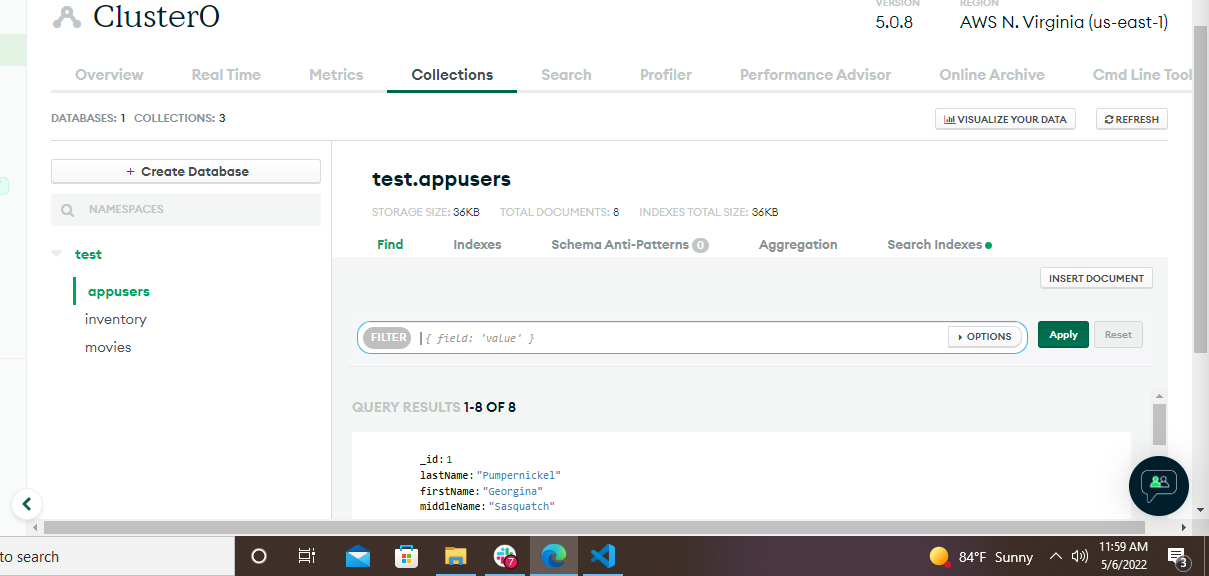 Cluster0
VERSION
5.0.8
REGION
AWS N. Virginia (us-east-1)
Overview Real Time Metrics Collections Search Profiler Performance Advisor Online Archive Cmd Line Tool
DATABASES: 1 COLLECTIONS: 3
VISUALIZE YOUR DATA
REFRESH
+ Create Database
NAMESPACES
test
appusers
inventory
movies
test.appusers
STORAGE SIZE: 36KB TOTAL DOCUMENTS: 8 INDEXES TOTAL SIZE: 36KB
Find Indexes Schema Anti-Patterns 0 Aggregation Search Indexes
INSERT DOCUMENT
FILTER { field: 'value' } OPTIONS Apply Reset
QUERY RESULTS 1-8 OF 8
_id: 1
lastName: "Pumpernickel"
firstName: "Georgina"
middleName: "Sasquatch"
to search
7
84°F Sunny
11:59 AM
5/6/2022
3